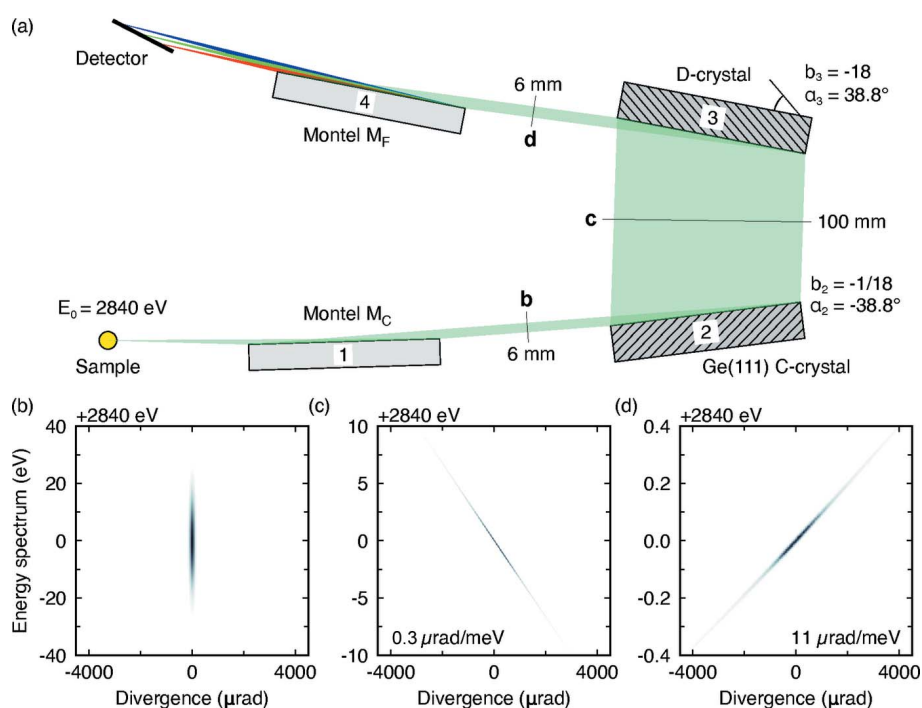 (a)
Detector
4
Montel M_F
6 mm
d
D-crystal
3
b₃ = -18
α₃ = 38.8°
c
100 mm
E₀ = 2840 eV
Sample
Montel M_C
1
b
6 mm
2
b₂ = -1/18
α₂ = -38.8°
Ge(111) C-crystal
(b)
+2840 eV
Energy spectrum (eV)
40
20
0
-20
-40
-4000 0 4000
Divergence (μrad)
(c)
+2840 eV
10
5
0
-5
-10
0.3 μrad/meV
-4000 0 4000
Divergence (μrad)
(d)
+2840 eV
0.4
0.2
0.0
-0.2
-0.4
11 μrad/meV
-4000 0 4000
Divergence (μrad)